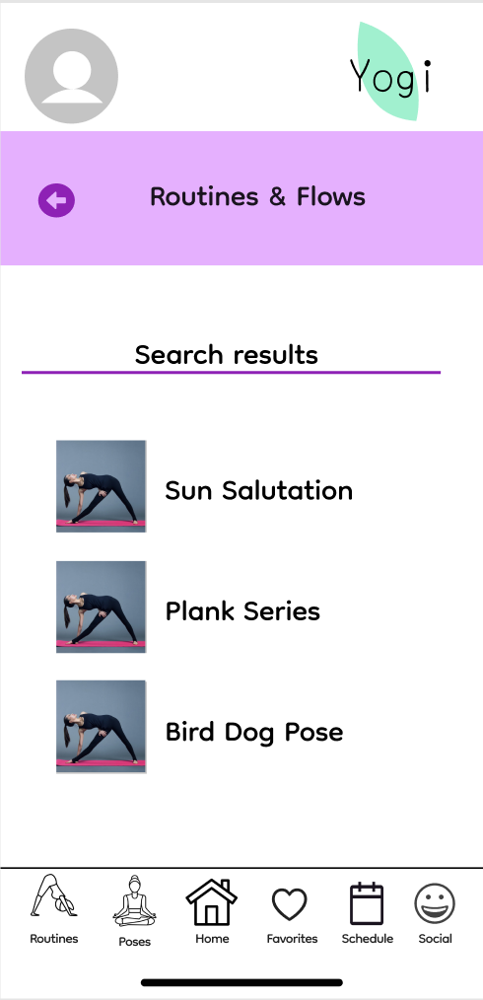 Yogi
Routines & Flows
Search results
Sun Salutation
Plank Series
Bird Dog Pose
Routines
Poses
Home
Favorites
Schedule
Social